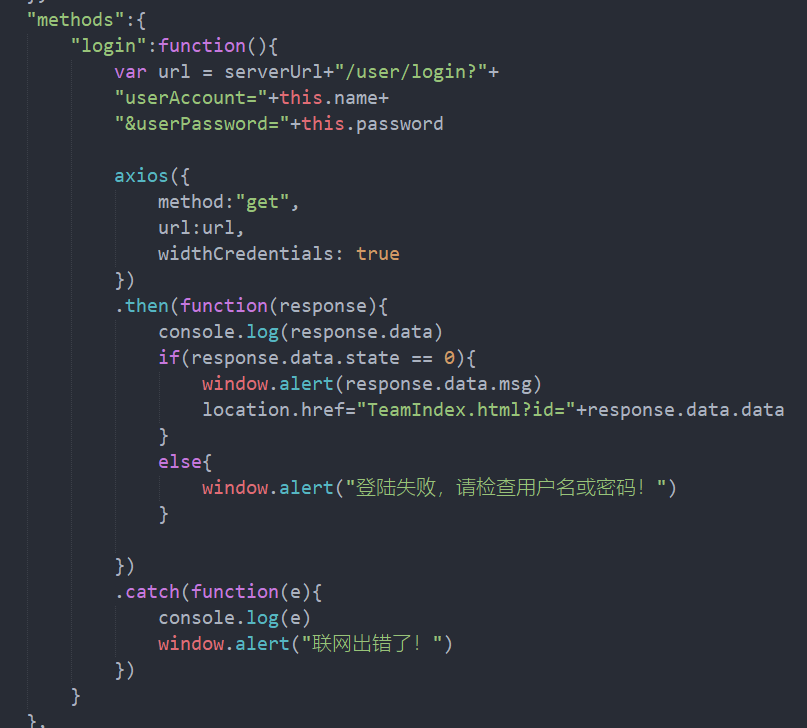 "methods":{
"login":function(){
var url = serverUrl+"/user/login?"+
"userAccount="+this.name+
"&userPassword="+this.password
axios({
method:"get",
url:url,
widthCredentials: true
})
.then(function(response){
console.log(response.data)
if(response.data.state == 0){
window.alert(response.data.msg)
location.href="TeamIndex.html?id="+response.data.data
}
else{
window.alert("登陆失败，请检查用户名或密码！")
}
})
.catch(function(e){
console.log(e)
window.alert("联网出错了！")
})
}
},